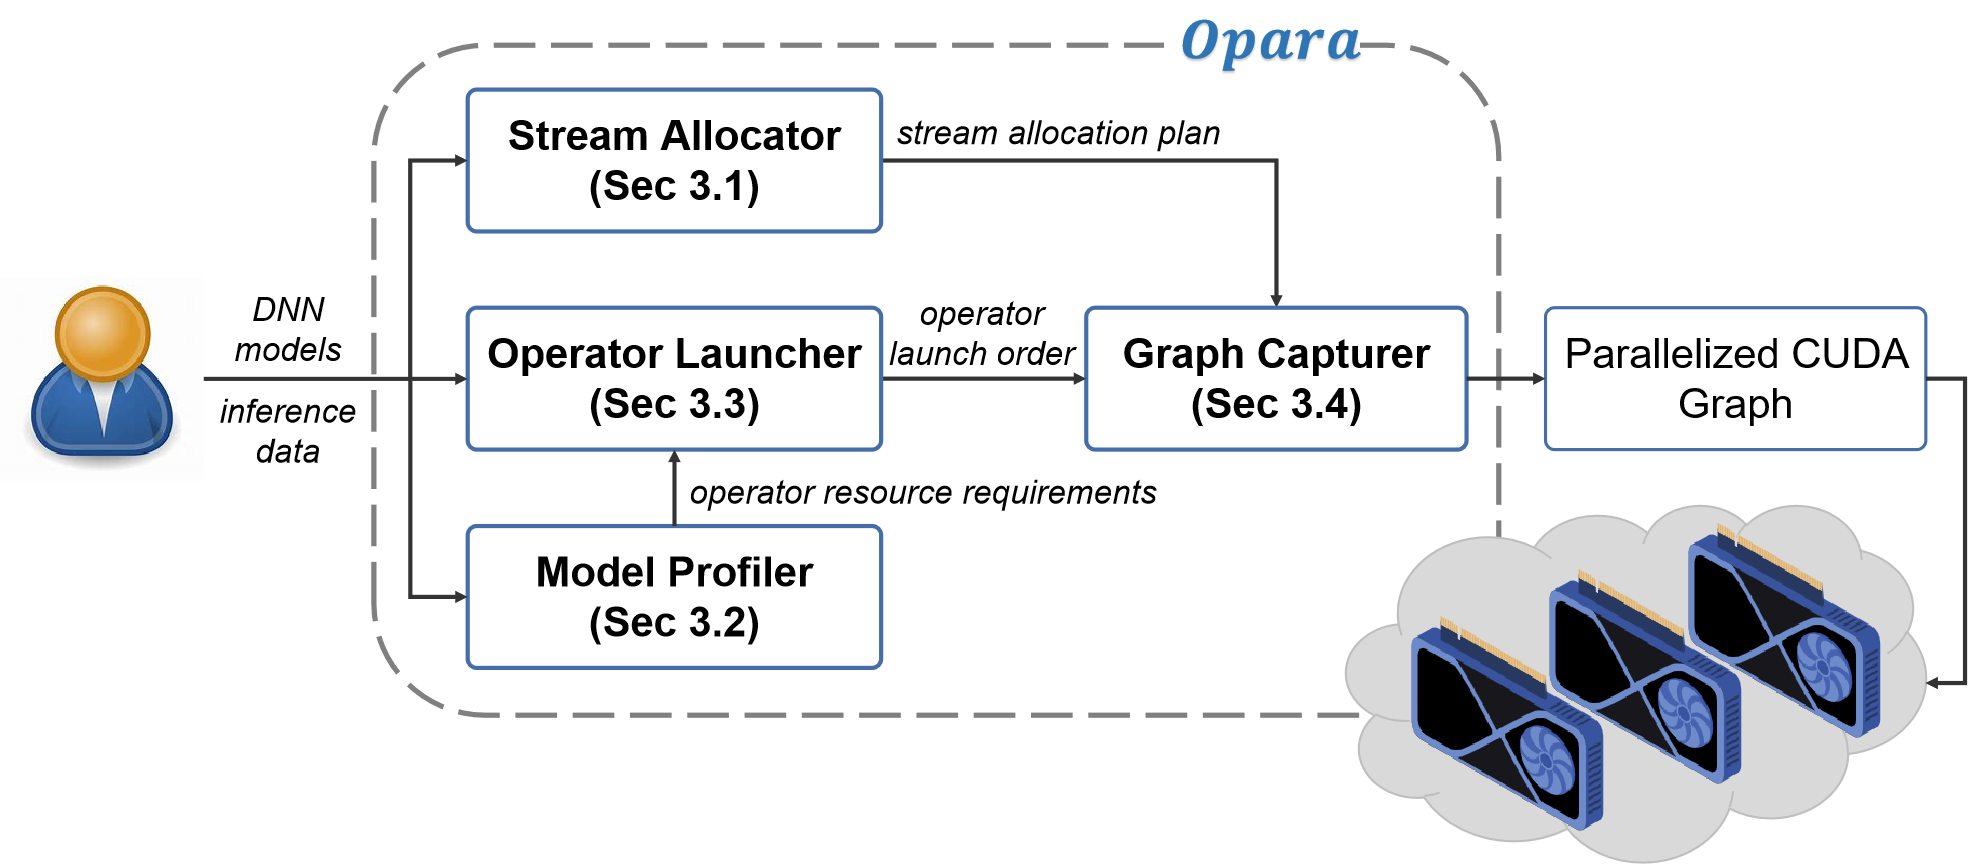 Opara
Stream Allocator
(Sec 3.1)
stream allocation plan
DNN
models
inference
data
Operator Launcher
(Sec 3.3)
operator
launch order
Graph Capturer
(Sec 3.4)
Parallelized CUDA
Graph
operator resource requirements
Model Profiler
(Sec 3.2)